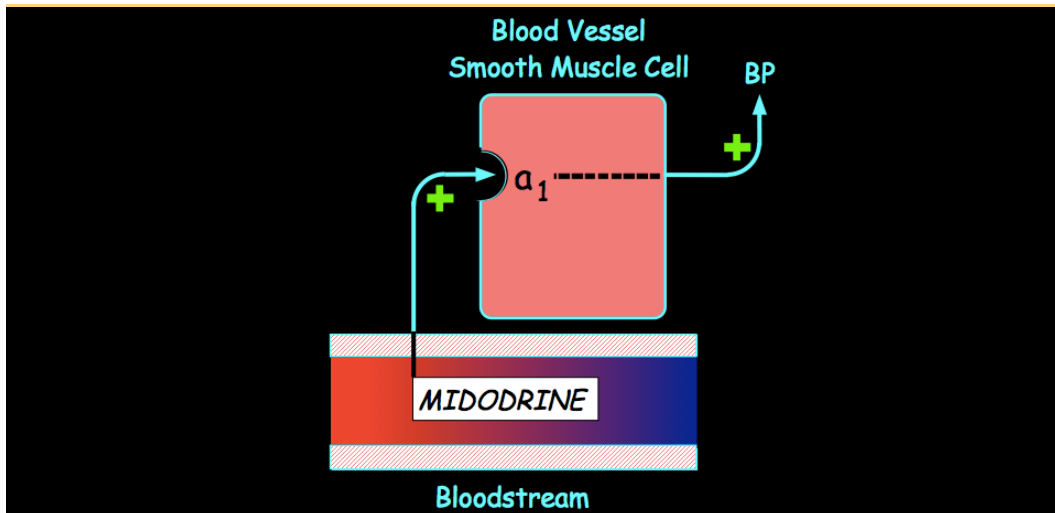 Blood Vessel
Smooth Muscle Cell
BP
a1
MIDODRINE
Bloodstream